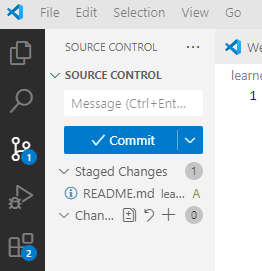 File Edit Selection View Go
SOURCE CONTROL ...
We
SOURCE CONTROL
learne
1
Message (Ctrl+Ent...
Commit
Staged Changes 1
README.md lea... A
Chan... 0
1
2